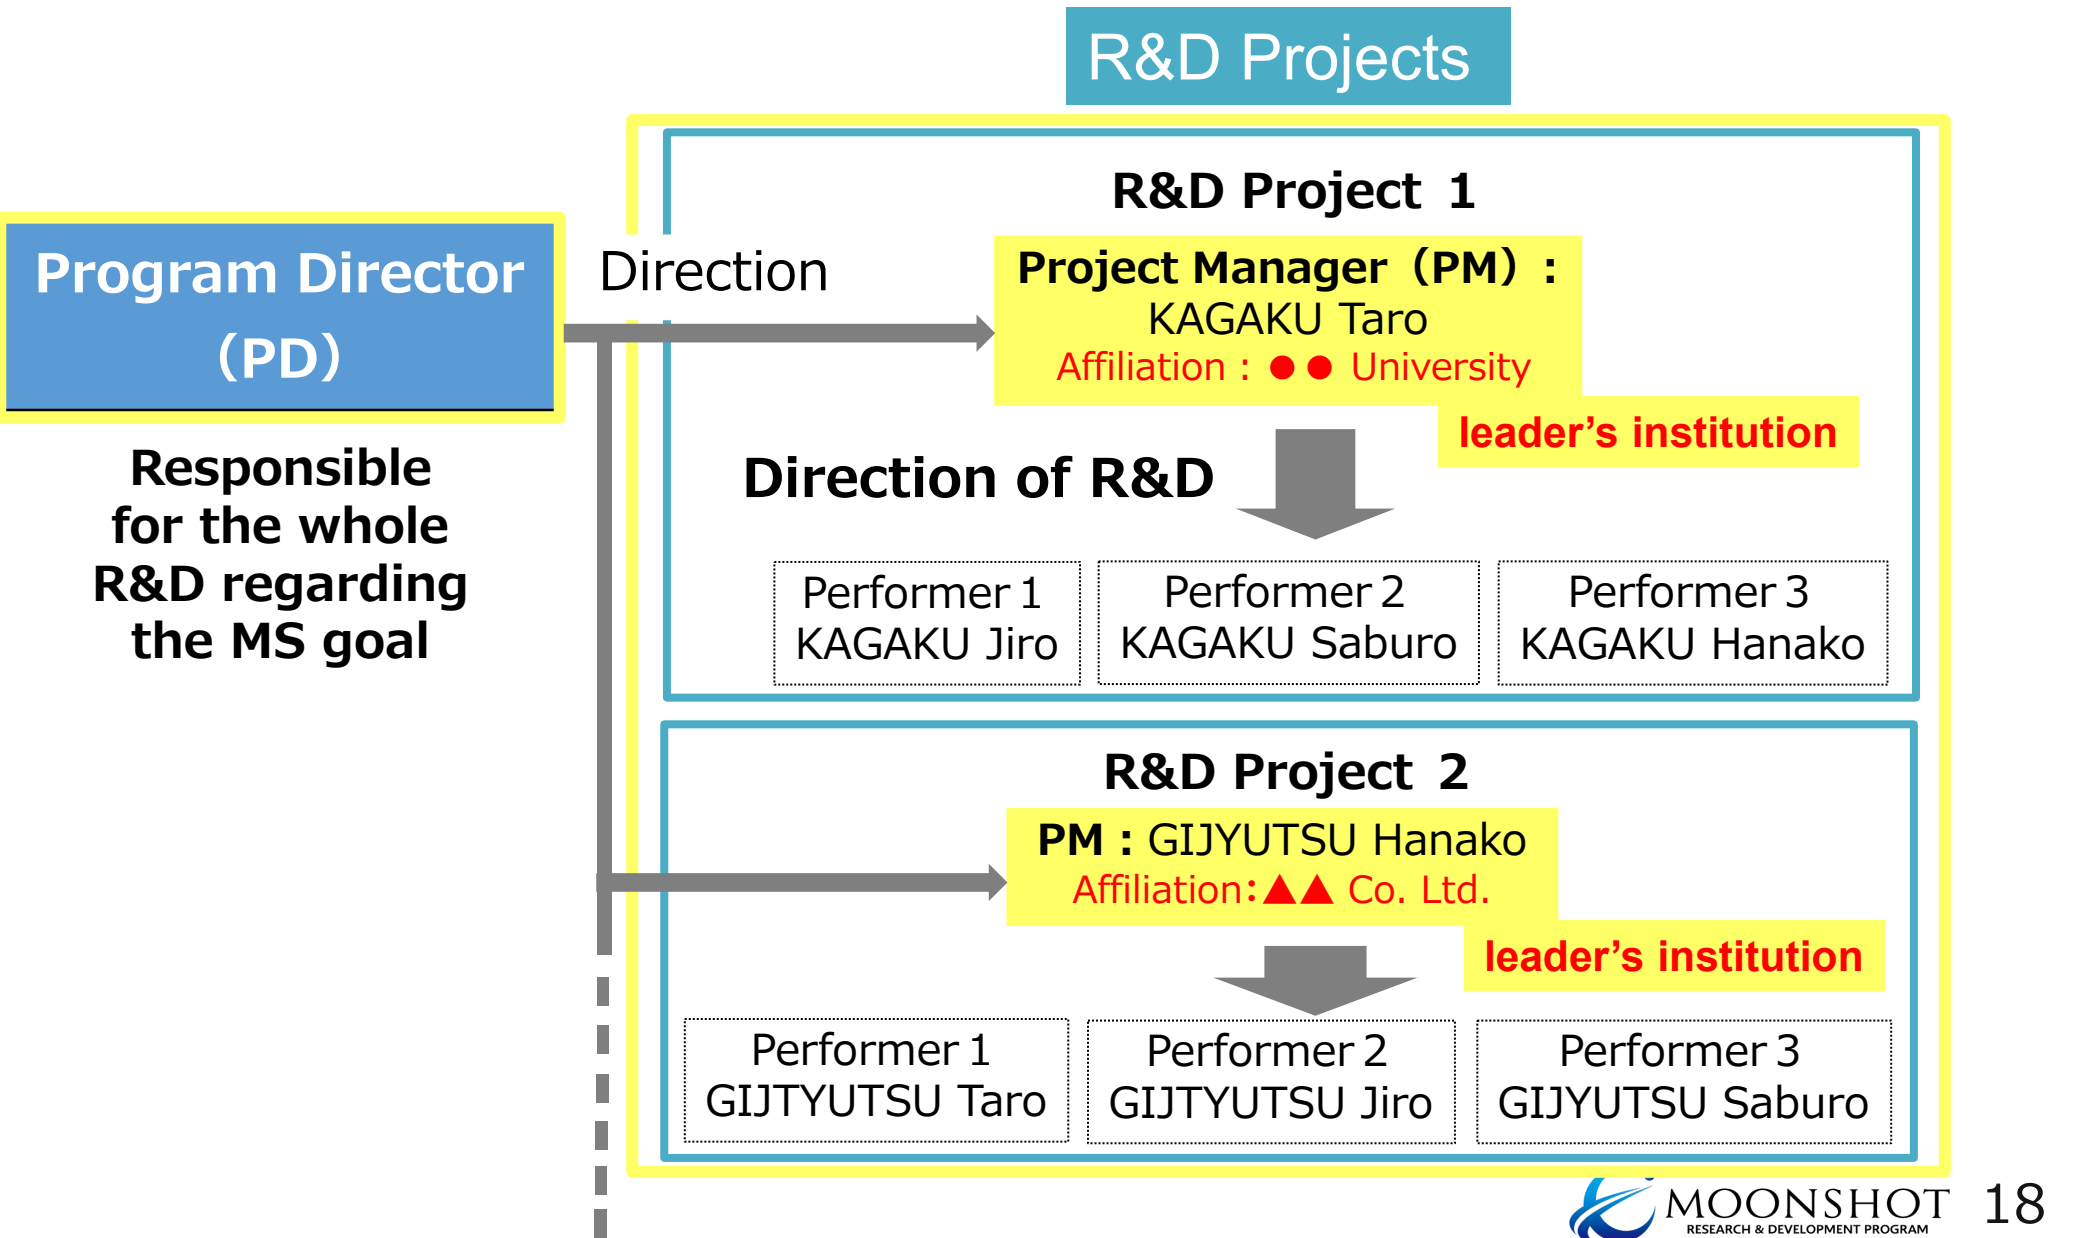 R&D Projects
Program Director
（PD）
Responsible
for the whole
R&D regarding
the MS goal
Direction
R&D Project 1
Project Manager（PM）:
KAGAKU Taro
Affiliation : ●● University
leader’s institution
Direction of R&D
Performer 1
KAGAKU Jiro
Performer 2
KAGAKU Saburo
Performer 3
KAGAKU Hanako
R&D Project 2
PM : GIJYUTSU Hanako
Affiliation:▲▲ Co. Ltd.
leader’s institution
Performer 1
GIJTYUTSU Taro
Performer 2
GIJTYUTSU Jiro
Performer 3
GIJYUTSU Saburo
MOONSHOT
RESEARCH & DEVELOPMENT PROGRAM
18